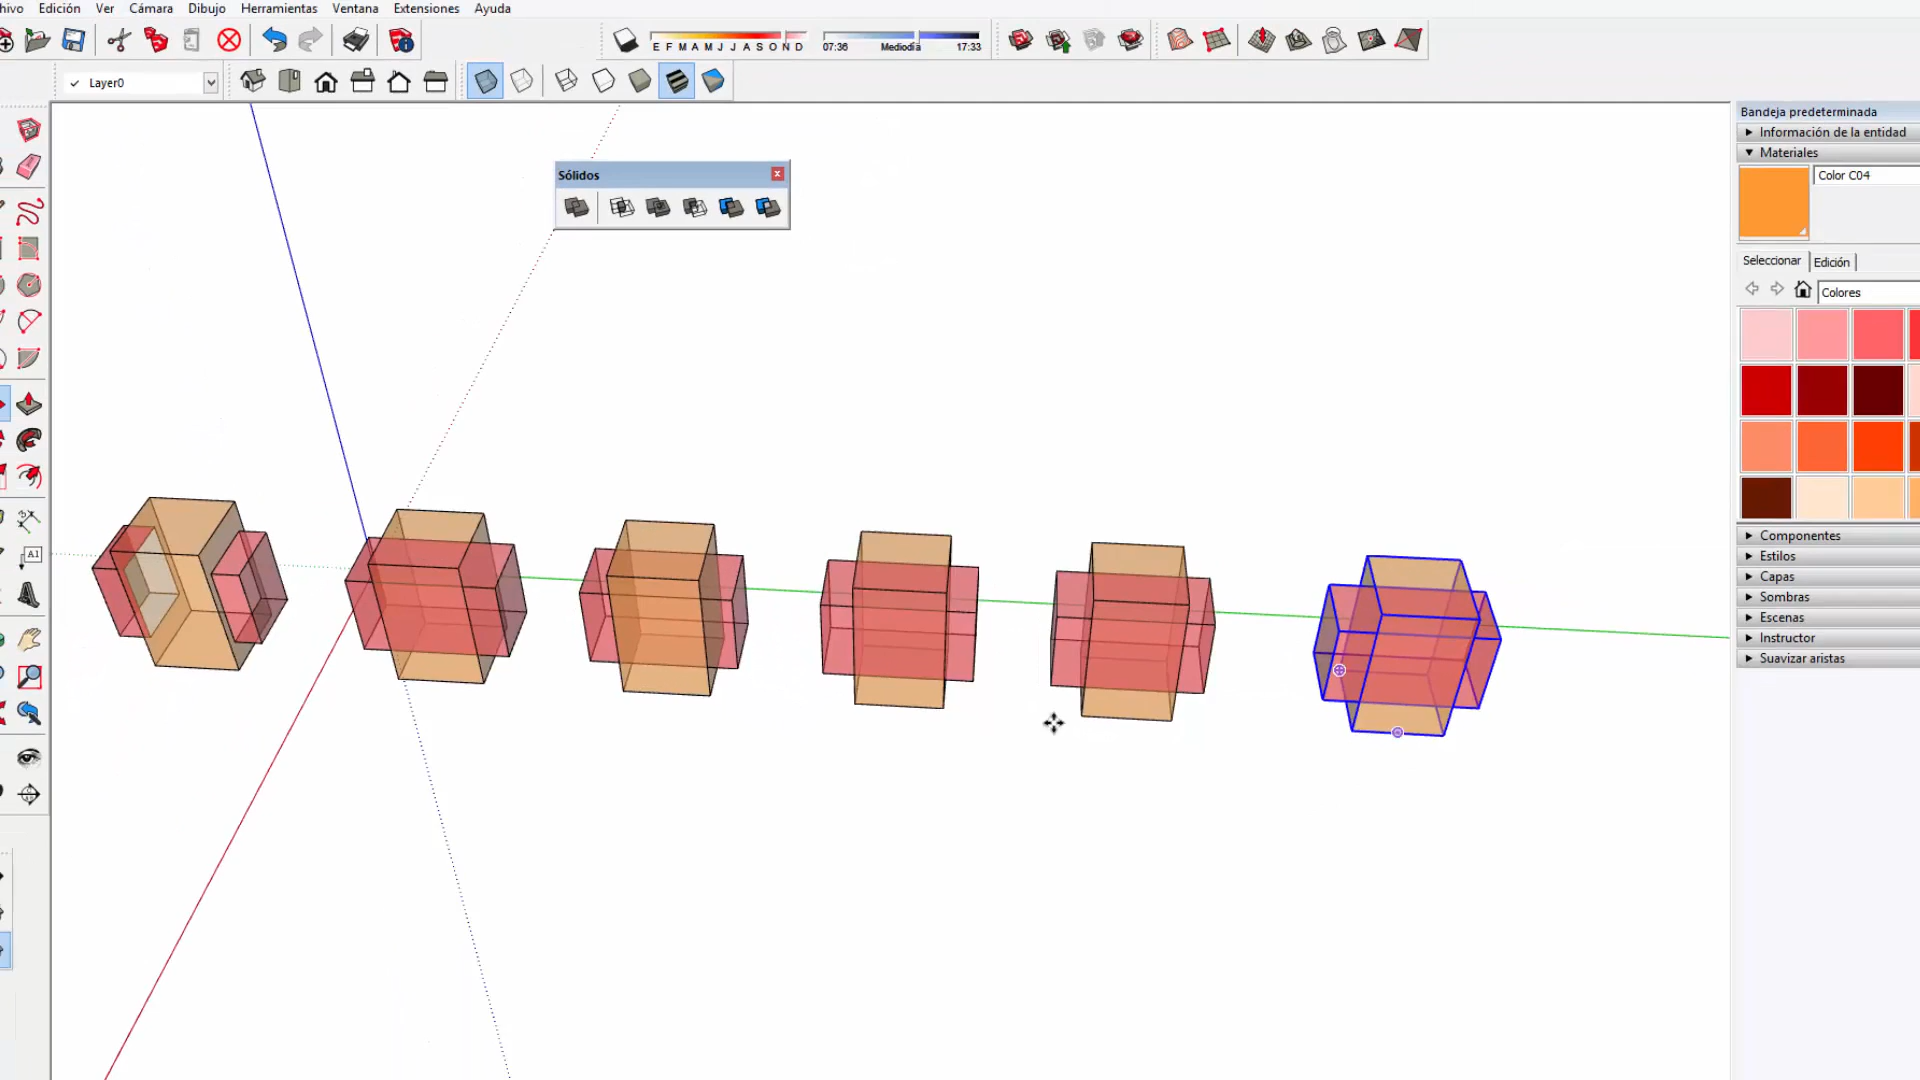 hivo Edición Ver Cámara Dibujo Herramientas Ventana Extensiones Ayuda
E F M A M J J A S O N D
07:36 Mediodía 17:33
Layer0
Bandeja predeterminada
Información de la entidad
Materiales
Sólidos
Color C04
Seleccionar Edición
Colores
Componentes
Estilos
A1
Capas
Sombras
Escenas
Instructor
Suavizar aristas